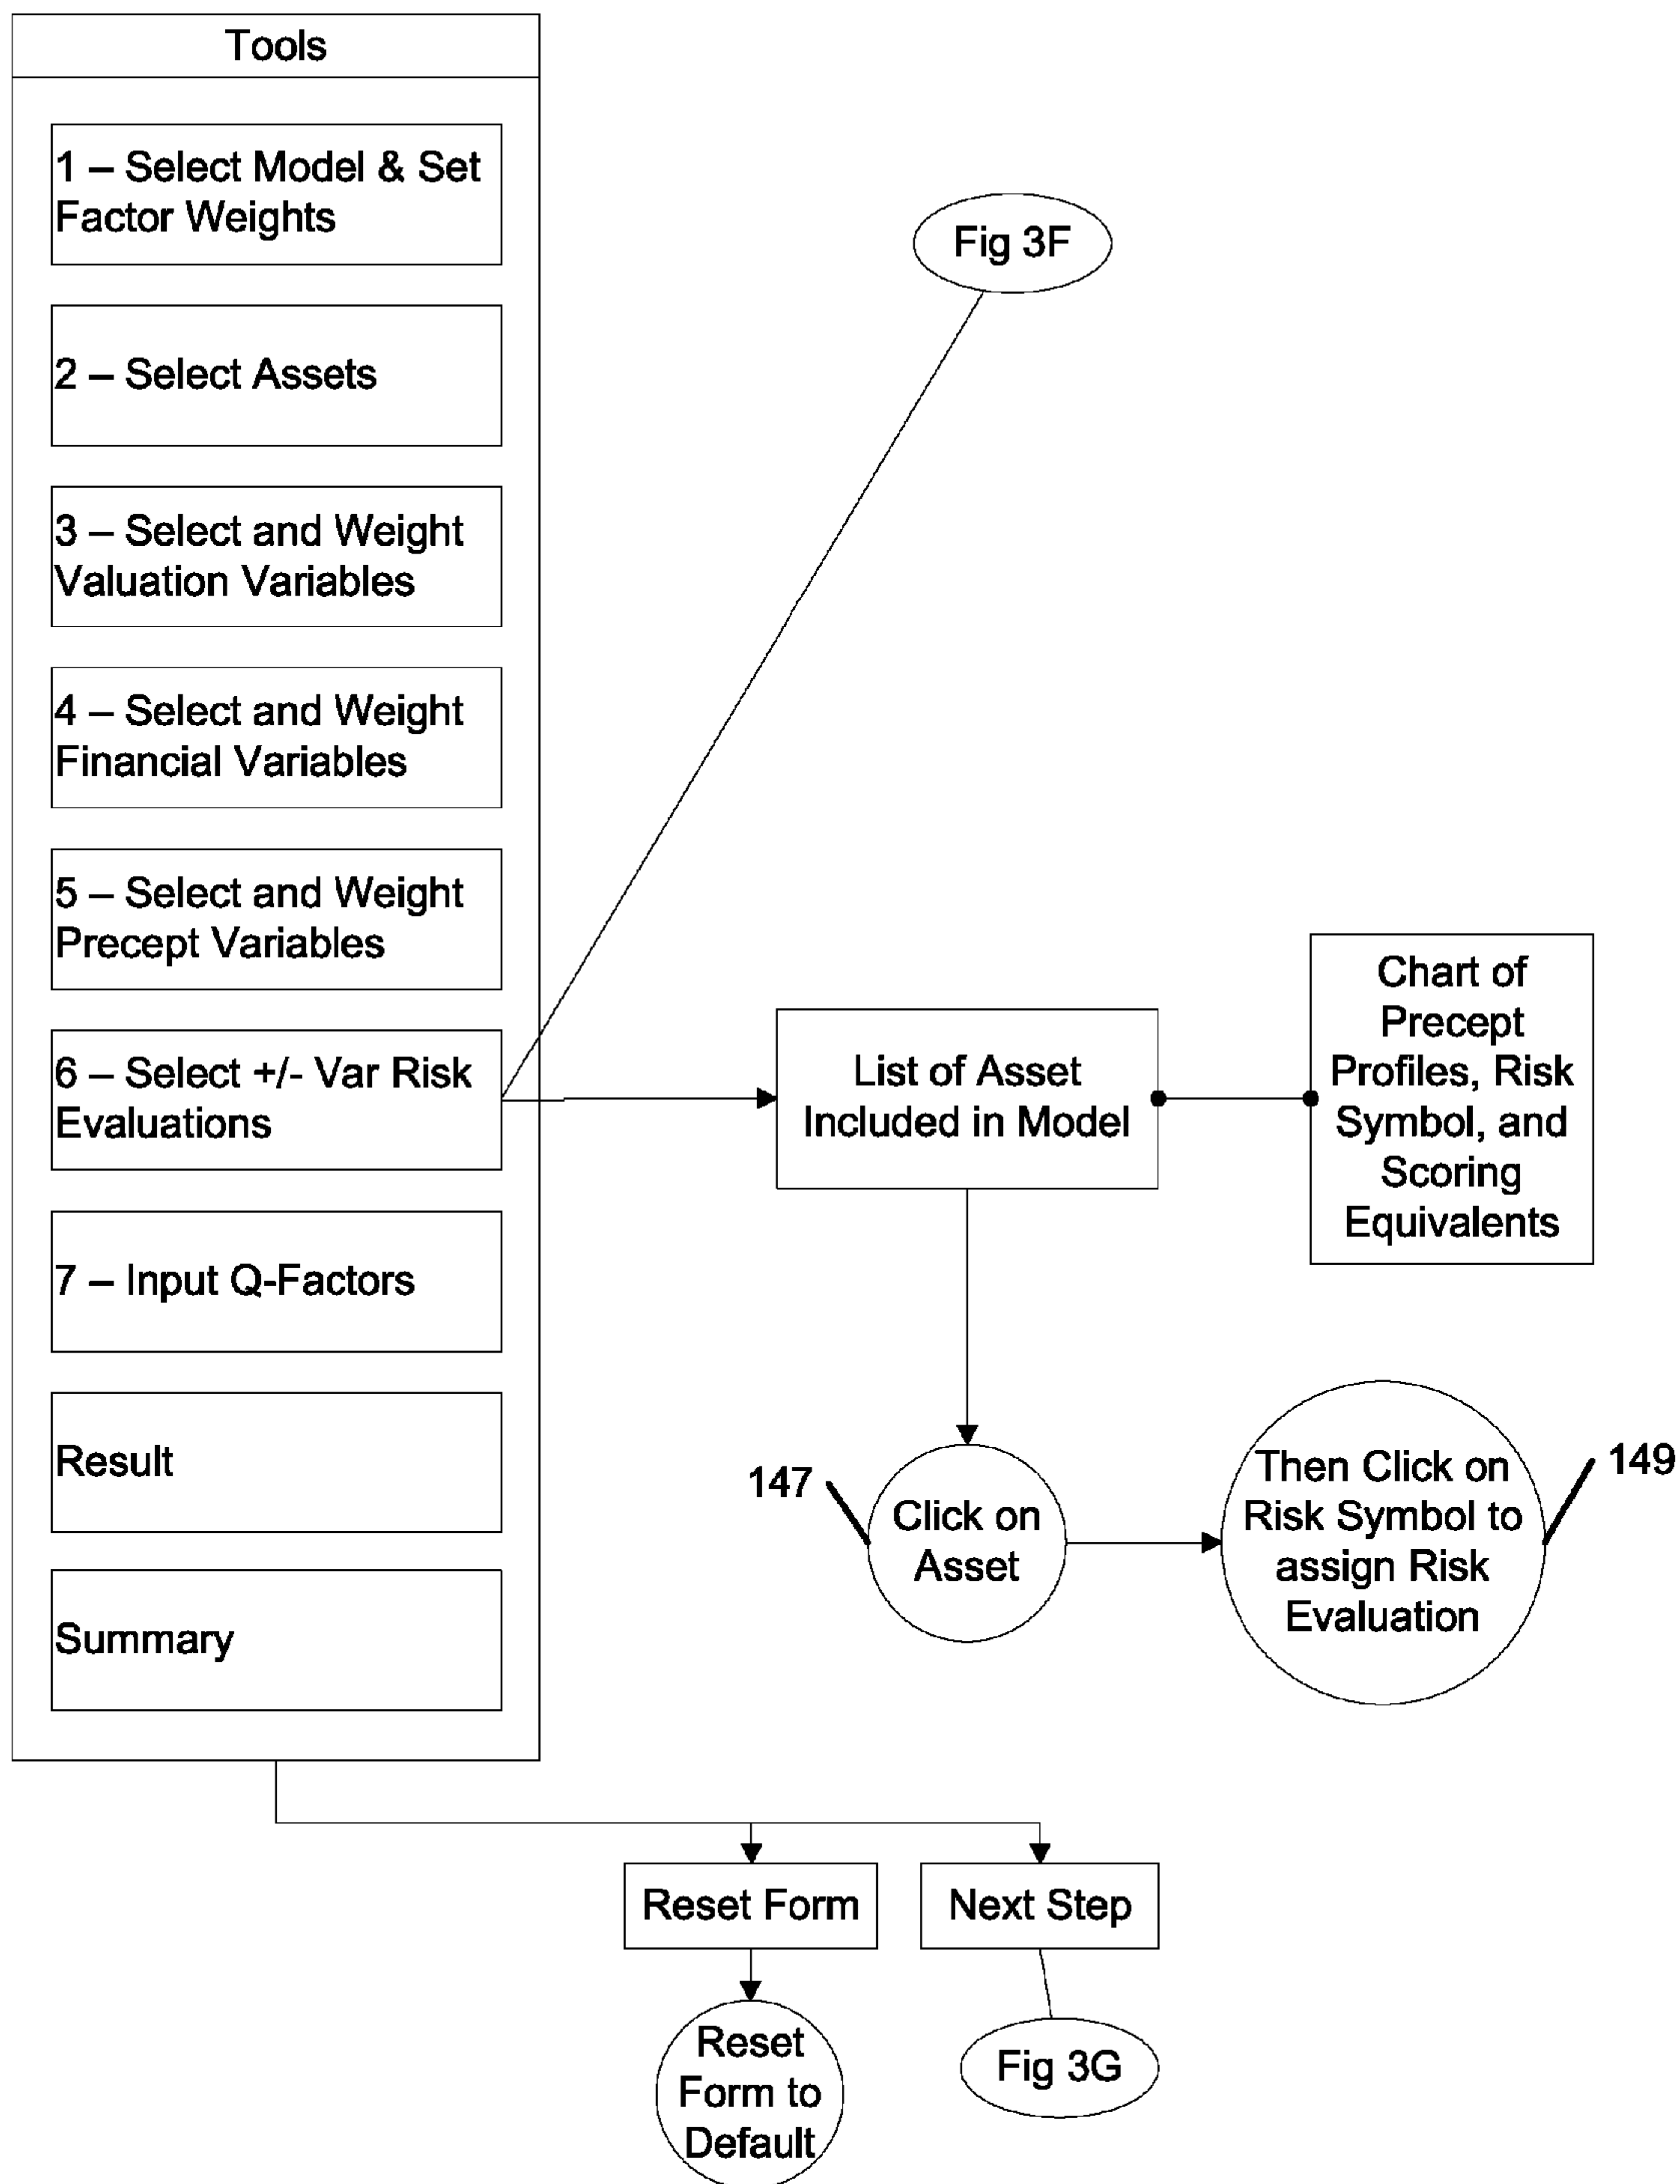 Tools
1 – Select Model & Set
Factor Weights
2 – Select Assets
3 – Select and Weight
Valuation Variables
4 – Select and Weight
Financial Variables
5 – Select and Weight
Precept Variables
6 – Select +/- Var Risk
Evaluations
7 – Input Q-Factors
Result
Summary
Fig 3F
List of Asset
Included in Model
Chart of
Precept
Profiles, Risk
Symbol, and
Scoring
Equivalents
147
Click on
Asset
Then Click on
Risk Symbol to
assign Risk
Evaluation
149
Reset Form
Next Step
Reset
Form to
Default
Fig 3G